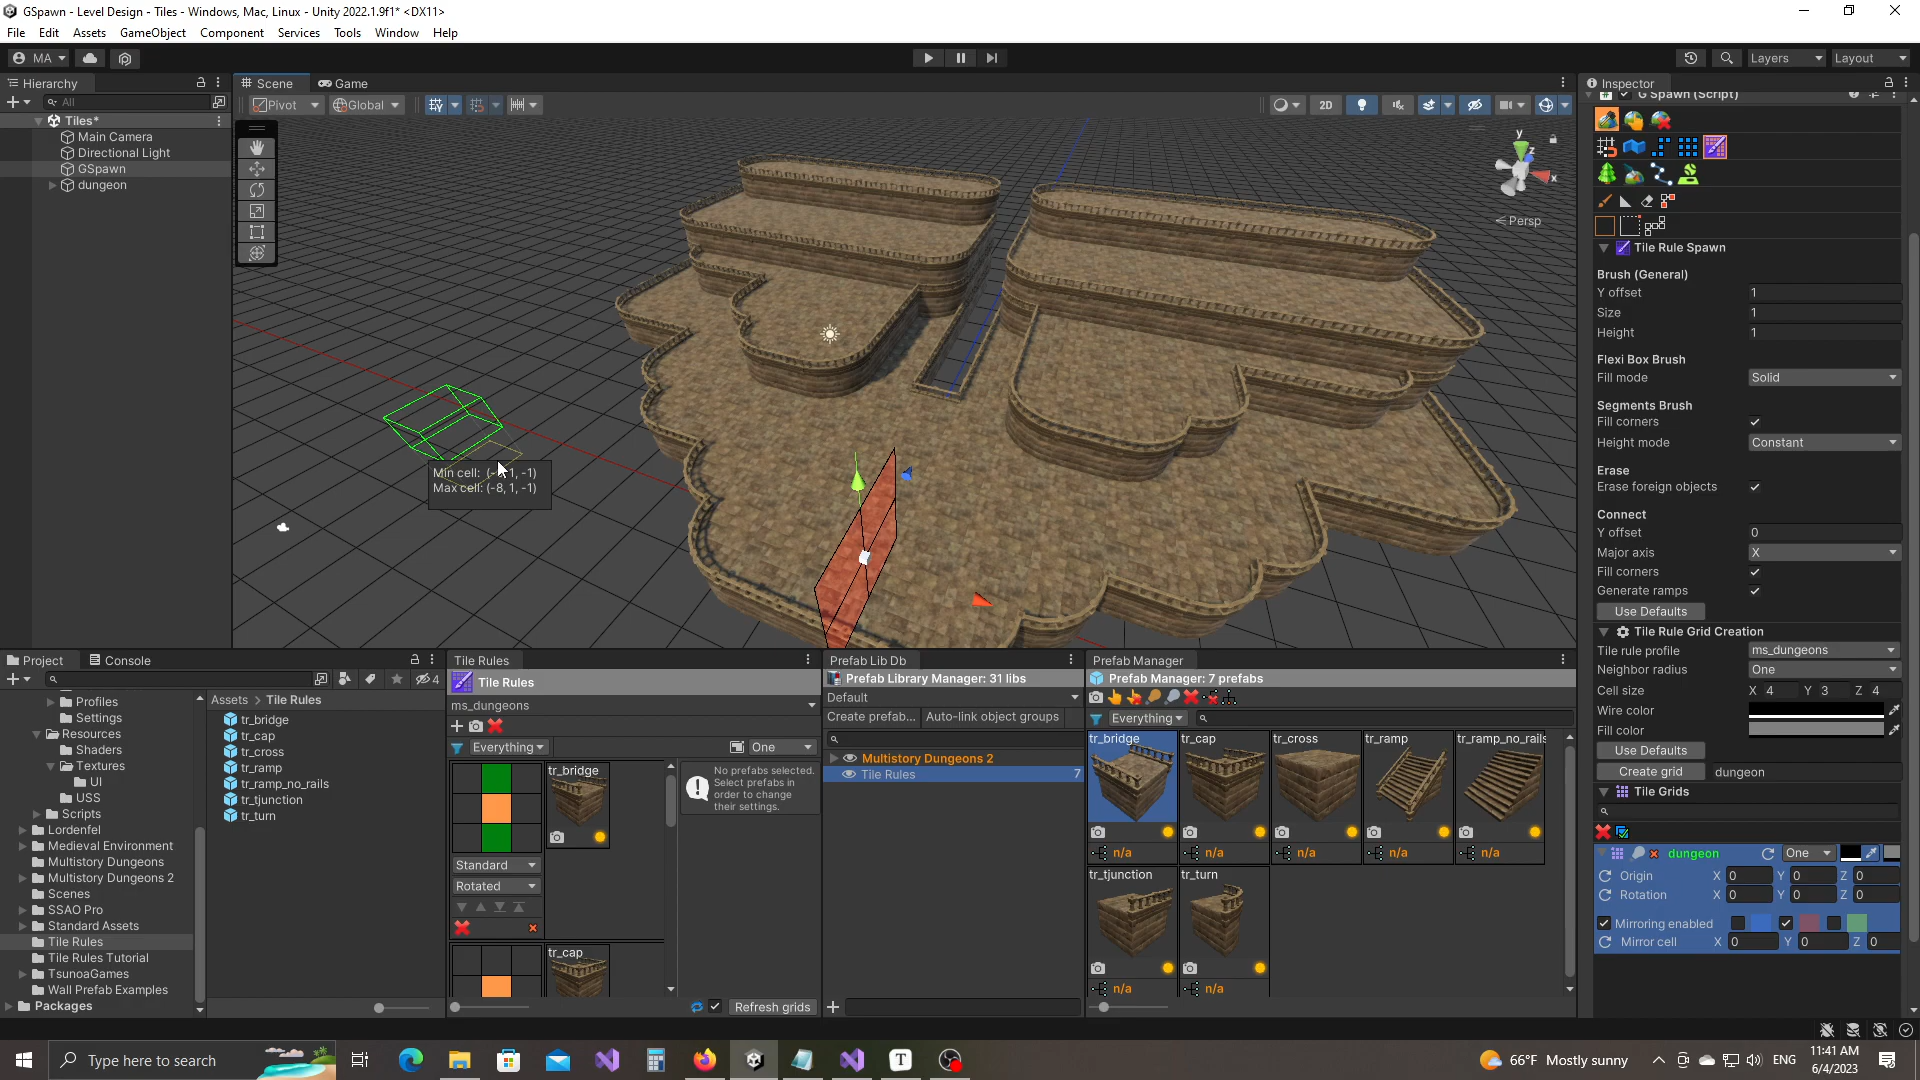 GSpawn - Level Design - Tiles - Windows, Mac, Linux - Unity 2022.1.9f1* <DX11>
File Edit Assets GameObject Component Services Tools Window Help
MA Layers Layout
Hierarchy Scene Game Inspector
All Pivot Global 2D G Spawn (Script)
Tiles*
Main Camera
Directional Light
GSpawn
dungeon
y
z
x
Persp
Min cell: (-8, 1, -1)
Max cell: (-8, 1, -1)
Tile Rule Spawn
Brush (General)
Y offset 1
Size 1
Height 1
Flexi Box Brush
Fill mode Solid
Segments Brush
Fill corners
Height mode Constant
Erase
Erase foreign objects
Connect
Y offset 0
Major axis X
Fill corners
Generate ramps
Use Defaults
Tile Rule Grid Creation
Tile rule profile ms_dungeons
Neighbor radius One
Cell size X 4 Y 3 Z 4
Wire color
Fill color
Use Defaults
Create grid dungeon
Tile Grids
dungeon One
Origin X 0 Y 0 Z 0
Rotation X 0 Y 0 Z 0
Mirroring enabled
Mirror cell X 0 Y 0 Z 0
Project Console
4
Profiles
Settings
Resources
Shaders
Textures
UI
USS
Scripts
Lordenfel
Medieval Environment
Multistory Dungeons
Multistory Dungeons 2
Scenes
SSAO Pro
Standard Assets
Tile Rules
Tile Rules Tutorial
TsunoaGames
Wall Prefab Examples
Packages
Assets > Tile Rules
tr_bridge
tr_cap
tr_cross
tr_ramp
tr_ramp_no_rails
tr_tjunction
tr_turn
Tile Rules
Tile Rules
ms_dungeons
Everything One
tr_bridge
No prefabs selected.
Select prefabs in
order to change
their settings.
Standard
Rotated
tr_cap
Refresh grids
Prefab Lib Db
Prefab Library Manager: 31 libs
Default
Create prefab... Auto-link object groups
Multistory Dungeons 2
Tile Rules 7
Prefab Manager
Prefab Manager: 7 prefabs
Everything
tr_bridge tr_cap tr_cross tr_ramp tr_ramp_no_rails
n/a n/a n/a n/a n/a
tr_tjunction tr_turn
n/a n/a
Type here to search
T
66°F Mostly sunny
ENG
11:41 AM
6/4/2023